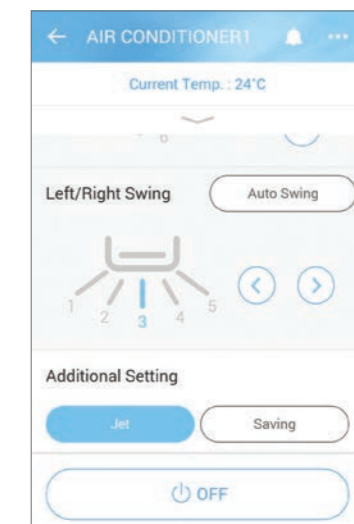 AIR CONDITIONER1
Current Temp. : 24°C
6
Left/Right Swing
Auto Swing
1 2 3 4 5
Additional Setting
Jet
Saving
OFF